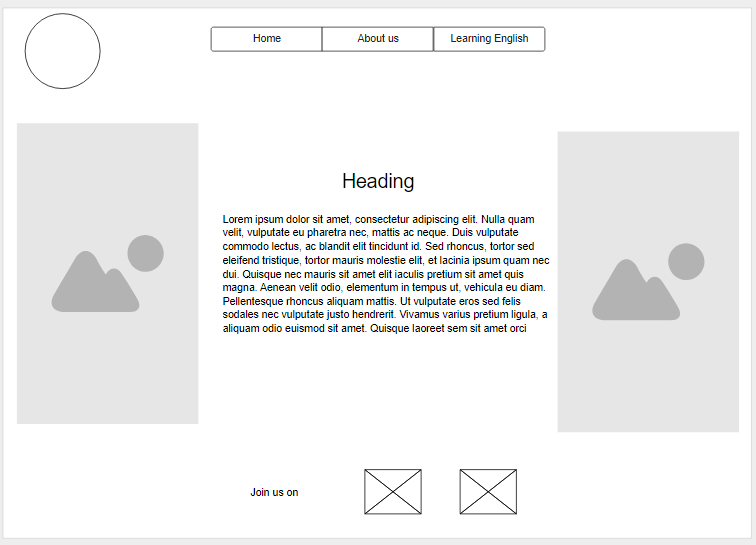 Home
About us
Learning English
Heading
Lorem ipsum dolor sit amet, consectetur adipiscing elit. Nulla quam
velit, vulputate eu pharetra nec, mattis ac neque. Duis vulputate
commodo lectus, ac blandit elit tincidunt id. Sed rhoncus, tortor sed
eleifend tristique, tortor mauris molestie elit, et lacinia ipsum quam nec
dui. Quisque nec mauris sit amet elit iaculis pretium sit amet quis
magna. Aenean velit odio, elementum in tempus ut, vehicula eu diam.
Pellentesque rhoncus aliquam mattis. Ut vulputate eros sed felis
sodales nec vulputate justo hendrerit. Vivamus varius pretium ligula, a
aliquam odio euismod sit amet. Quisque laoreet sem sit amet orci
Join us on